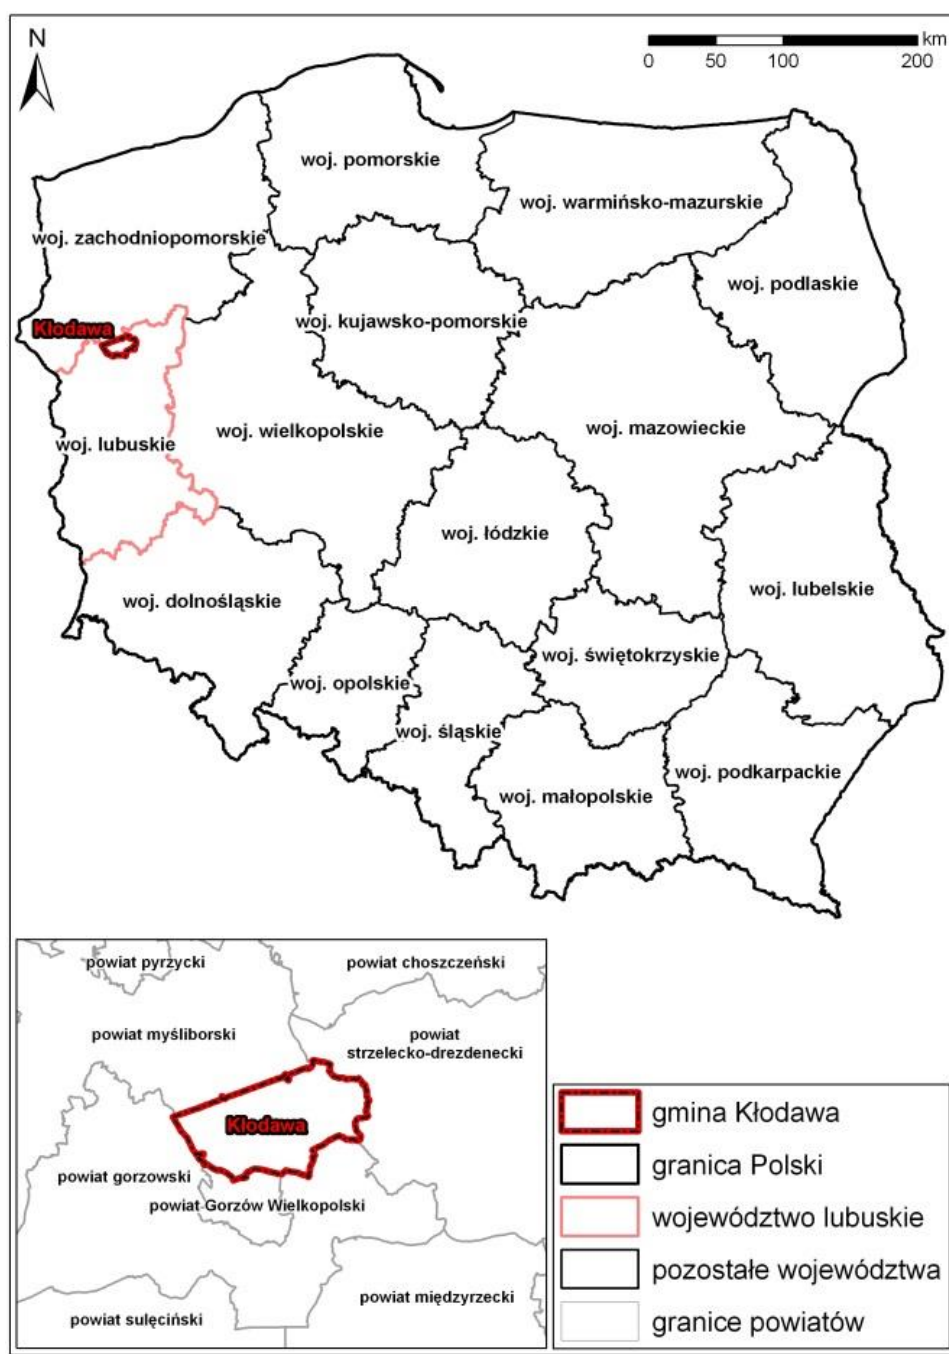 N
km
0 50 100 200
woj. pomorskie
woj. warmińsko-mazurskie
woj. zachodniopomorskie
woj. podlaskie
woj. kujawsko-pomorskie
Kłodawa
woj. mazowieckie
woj. wielkopolskie
woj. lubuskie
woj. łódzkie
woj. lubelskie
woj. dolnośląskie
woj. świętokrzyskie
woj. opolskie
woj. śląskie
woj. podkarpackie
woj. małopolskie
powiat pyrzycki
powiat choszczeński
powiat myśliborski
powiat
strzelecko-drezdenecki
Kłodawa
powiat gorzowski
powiat Gorzów Wielkopolski
powiat międzyrzecki
powiat sulęciński
gmina Kłodawa
granica Polski
województwo lubuskie
pozostałe województwa
granice powiatów